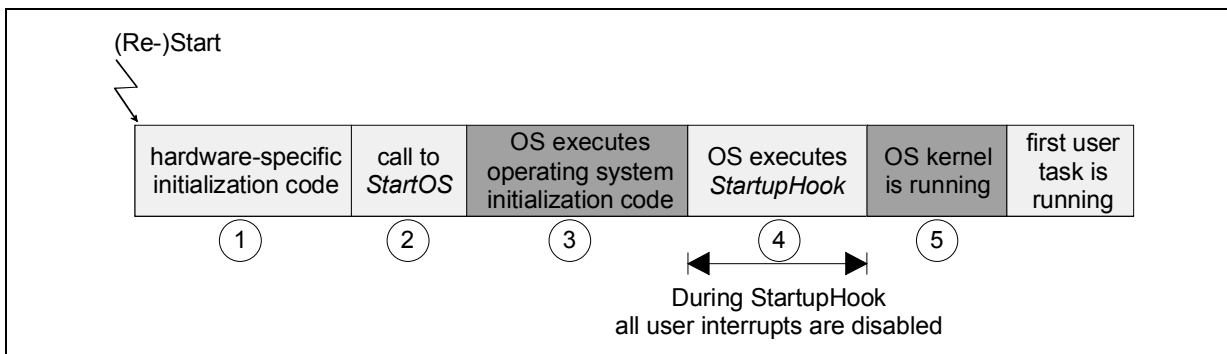 (Re-)Start
hardware-specific
initialization code
call to
StartOS
OS executes
operating system
initialization code
OS executes
StartupHook
OS kernel
is running
first user
task is
running
1
2
3
4
5
During StartupHook
all user interrupts are disabled